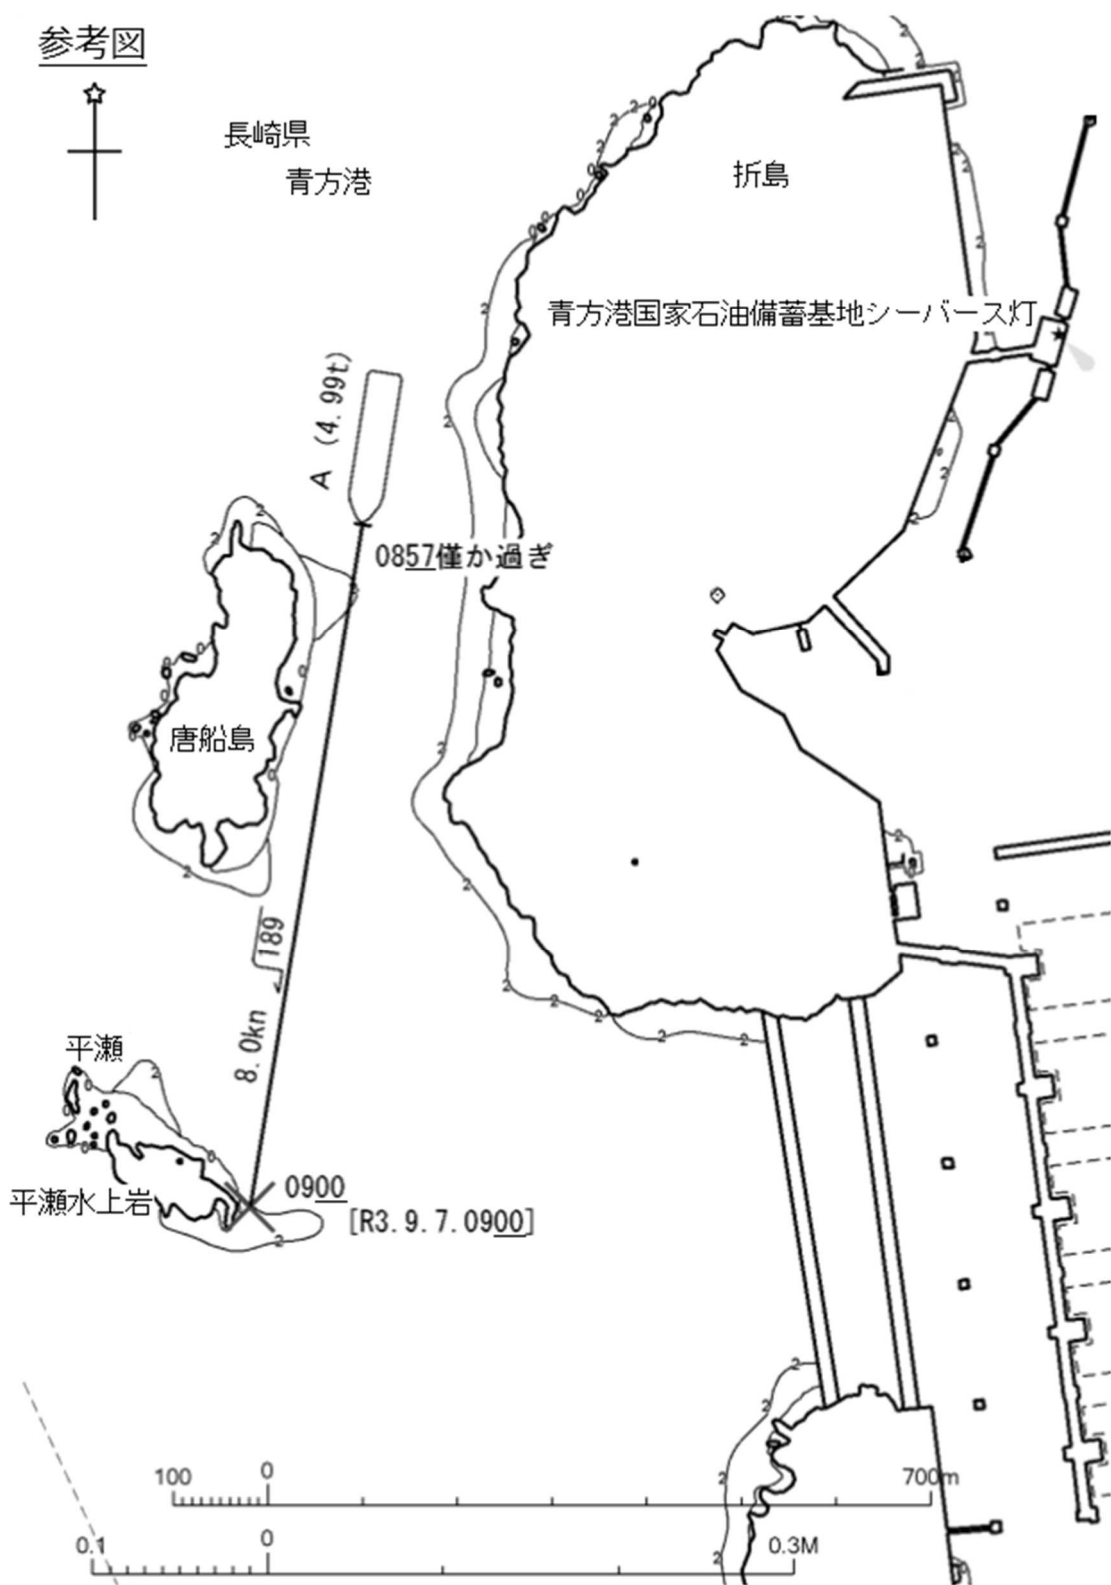 参考図
長崎県
青方港
折島
青方港国家石油備蓄基地シーバース灯
A (4.99t)
0857僅か過ぎ
唐船島
189
8.0kn
平瀬
平瀬水上岩
0900
[R3.9.7.0900]
100 0 700m
0.1 0 0.3M